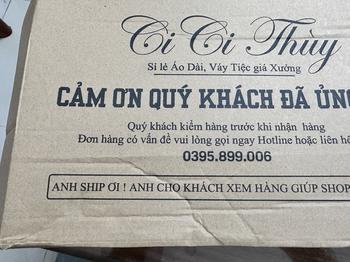 Ci Ci Thùy
Sỉ lẻ Áo Dài, Váy Tiệc giá Xưởng
CẢM ƠN QUÝ KHÁCH ĐÃ ỦNG
Quý khách kiểm hàng trước khi nhận hàng
Đơn hàng có vấn đề vui lòng gọi ngay Hotline hoặc liên hệ
0395.899.006
ANH SHIP ƠI ! ANH CHO KHÁCH XEM HÀNG GIÚP SHOP